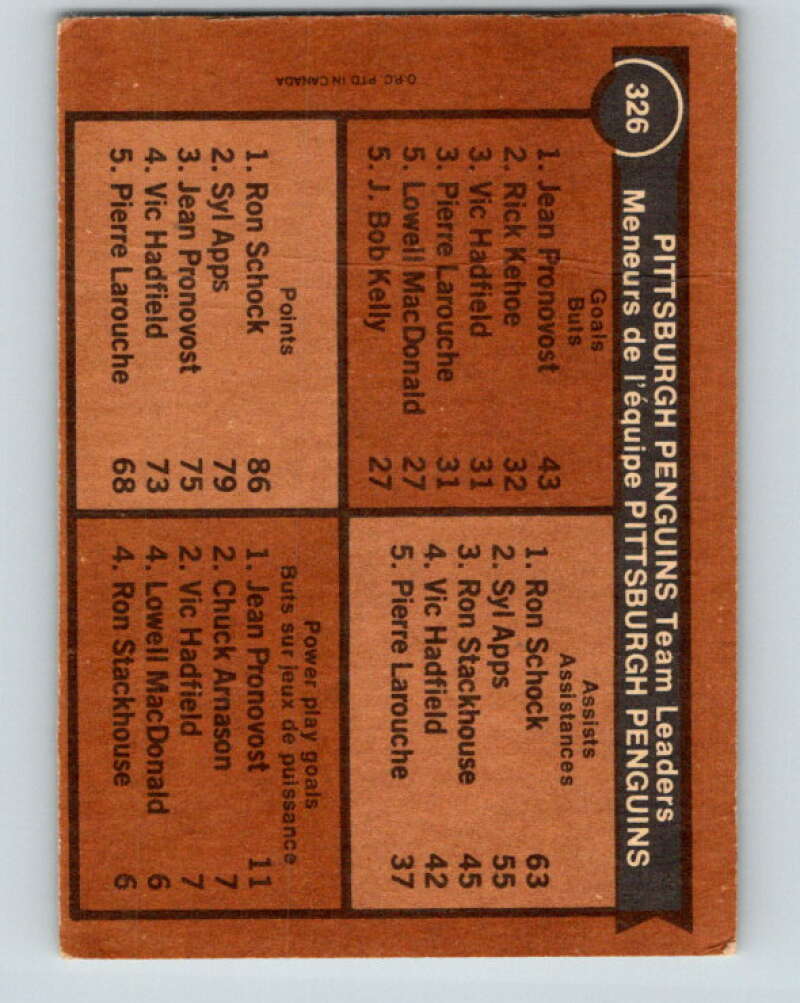 326
PITTSBURGH PENGUINS Team Leaders
Meneurs de l'équipe PITTSBURGH PENGUINS
Goals
Buts
1. Jean Pronovost 43
2. Rick Kehoe 32
3. Vic Hadfield 31
3. Pierre Larouche 31
5. Lowell MacDonald 27
5. J. Bob Kelly 27
Assists
Assistances
1. Ron Schock 63
2. Syl Apps 55
3. Ron Stackhouse 45
4. Vic Hadfield 42
5. Pierre Larouche 37
Points
1. Ron Schock 86
2. Syl Apps 79
3. Jean Pronovost 75
4. Vic Hadfield 73
5. Pierre Larouche 68
Power play goals
Buts sur jeux de puissance
1. Jean Pronovost 11
2. Chuck Arnason 7
2. Vic Hadfield 7
4. Lowell MacDonald 6
4. Ron Stackhouse 6
O.P.C. PTD IN CANADA